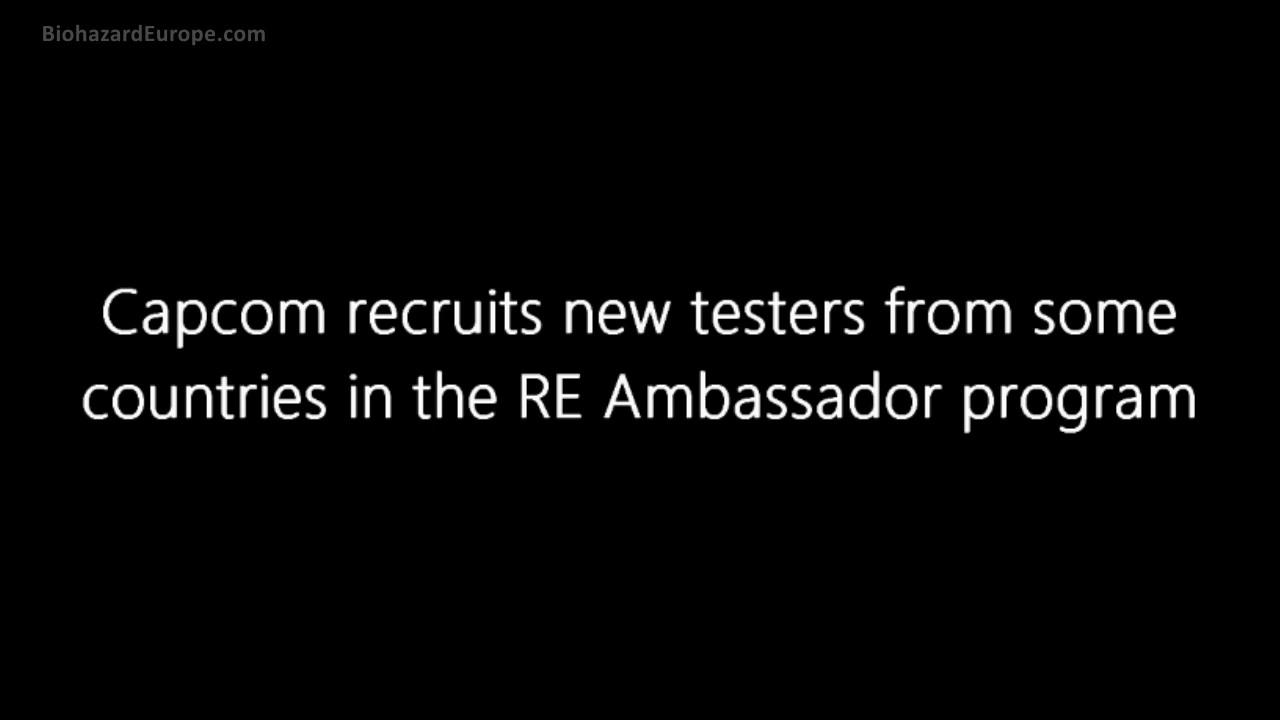 BiohazardEurope.com
Capcom recruits new testers from some
countries in the RE Ambassador program